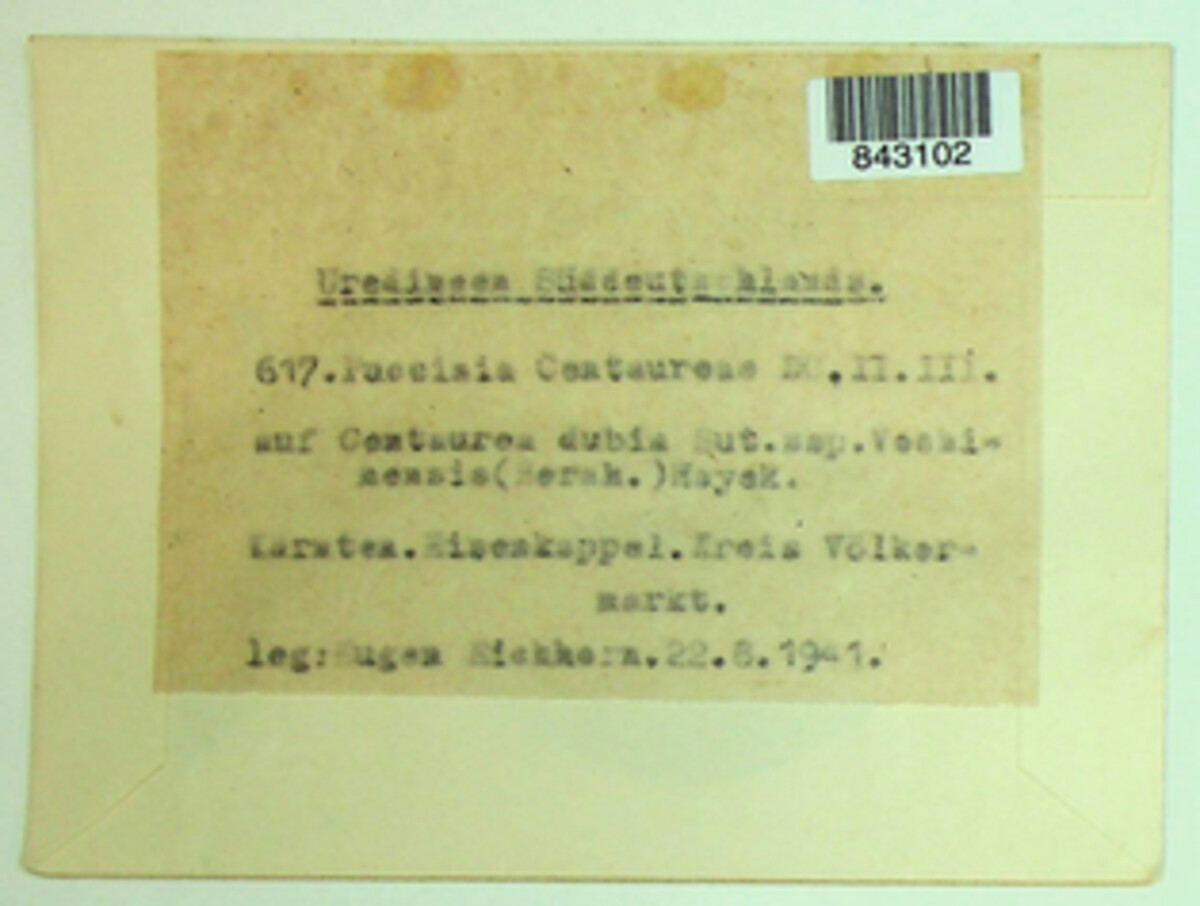 843102
Uredineen Süddeutschlands.
617.Puccinia Centaureae DC.II.III.
auf Centaurea dubia Sut.ssp.Vochi-
nensis(Bernh.)Hayek.
Kärnten.Eisenkappel.Kreis Völker-
markt.
leg:Eugen Eichhorn.22.8.1941.